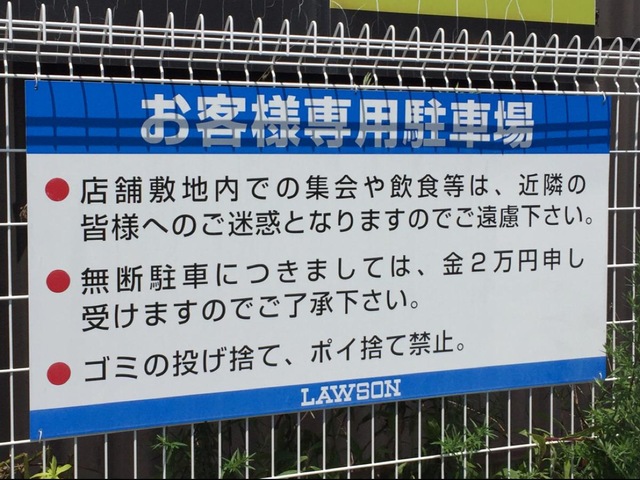 お客様専用駐車場
● 店舗敷地内での集会や飲食等は、近隣の
皆様へのご迷惑となりますのでご遠慮下さい。
● 無断駐車につきましては、金２万円申し
受けますのでご了承下さい。
● ゴミの投げ捨て、ポイ捨て禁止。
LAWSON